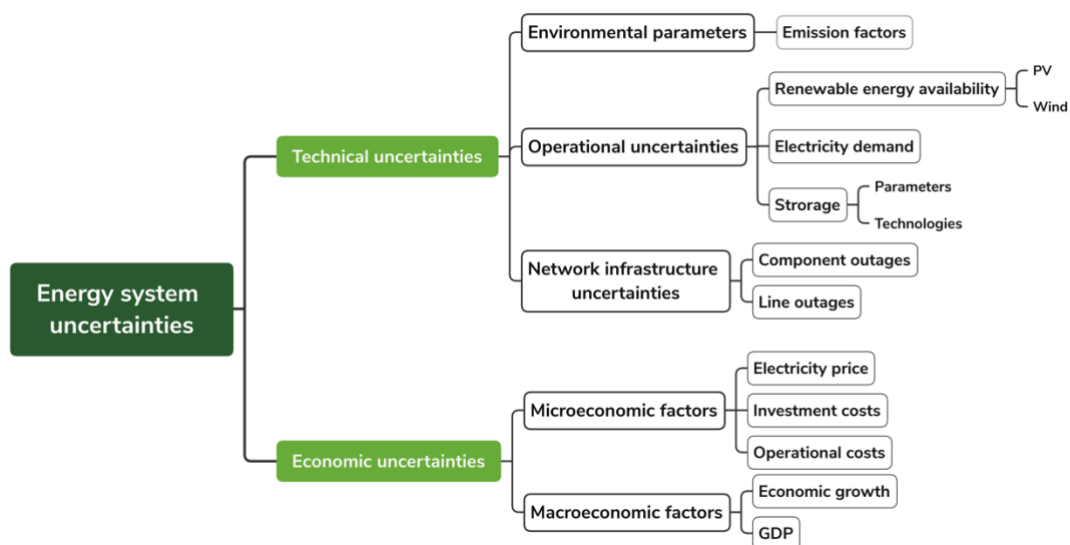 Energy system
uncertainties
Technical uncertainties
Environmental parameters
Emission factors
Operational uncertainties
Renewable energy availability
PV
Wind
Electricity demand
Strorage
Parameters
Technologies
Network infrastructure
uncertainties
Component outages
Line outages
Economic uncertainties
Microeconomic factors
Electricity price
Investment costs
Operational costs
Macroeconomic factors
Economic growth
GDP